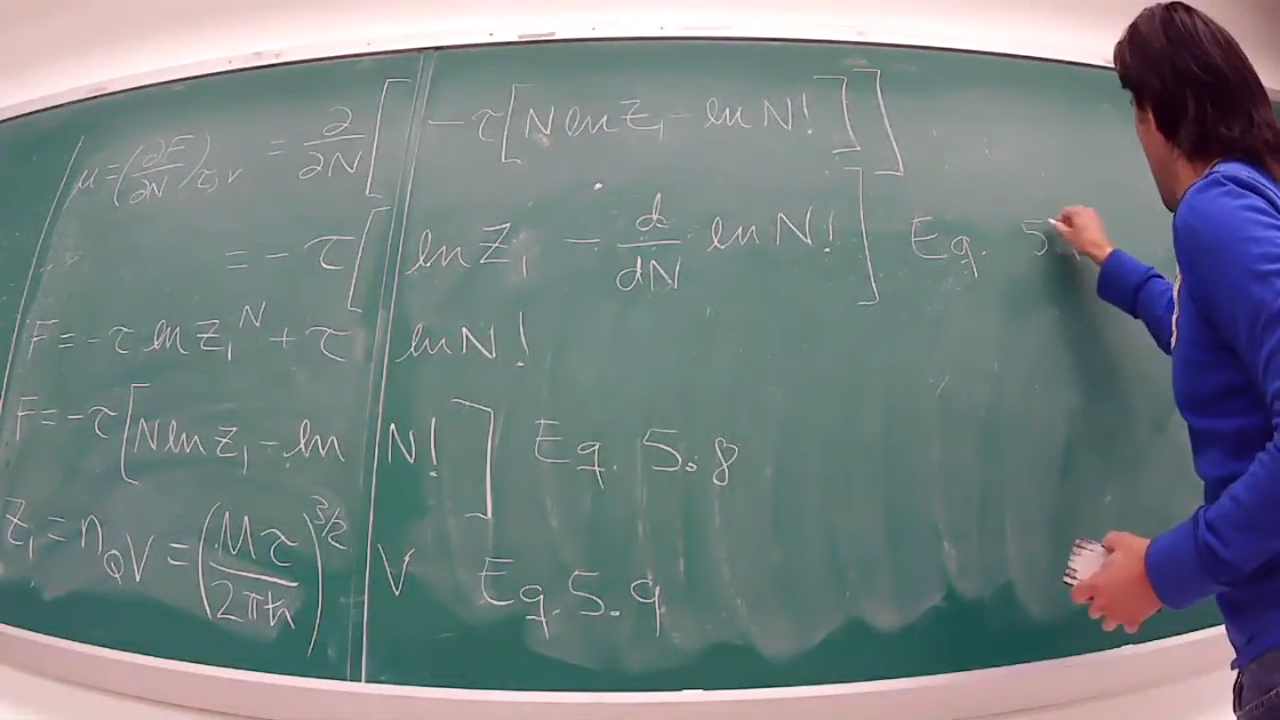 μ = (∂F/∂N)τ,V = ∂/∂N [ -τ[N ln Z₁ - ln N!] ]
= -τ [ ln Z₁ - d/dN ln N! ] Eq. 5.
F = -τ ln Z₁ᴺ + τ ln N!
F = -τ [N ln Z₁ - ln N!] Eq. 5.8
Z₁ = n_Q V = (Mτ/2πħ)^3/2 V Eq. 5.9